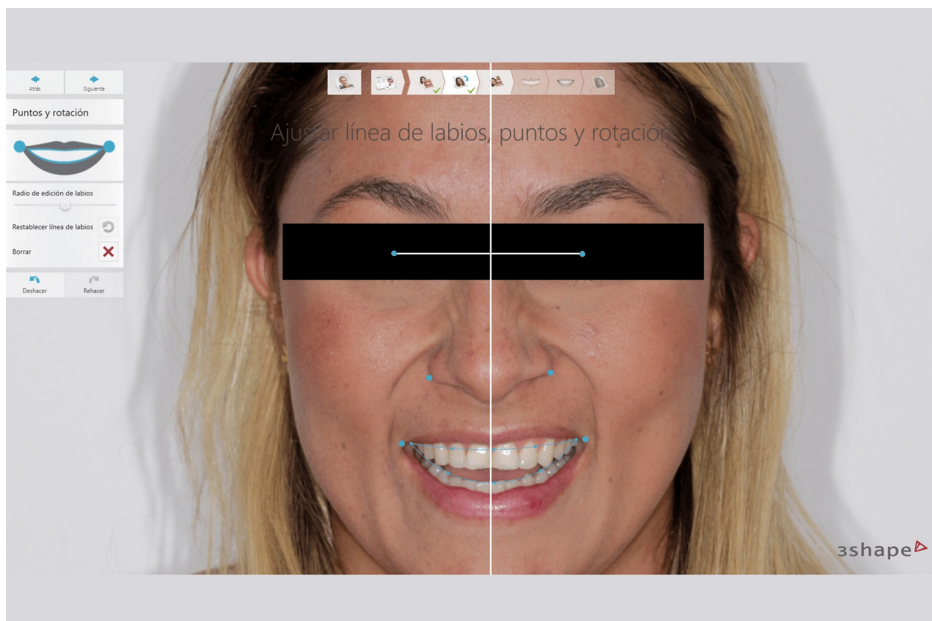 Atrás
Siguiente
Puntos y rotación
Radio de edición de labios
Restablecer línea de labios
Borrar
Deshacer
Rehacer
Ajustar línea de labios, puntos y rotación
3shape